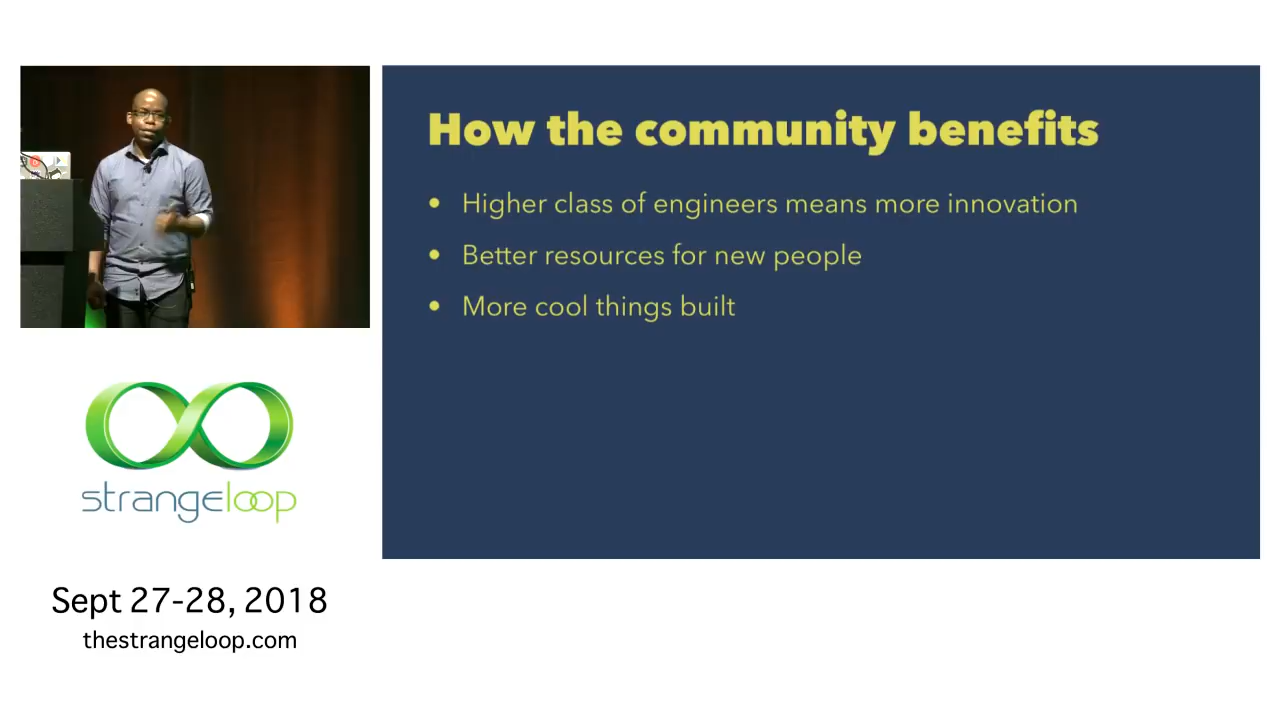 How the community benefits
• Higher class of engineers means more innovation
• Better resources for new people
• More cool things built
strangeloop
Sept 27-28, 2018
thestrangeloop.com